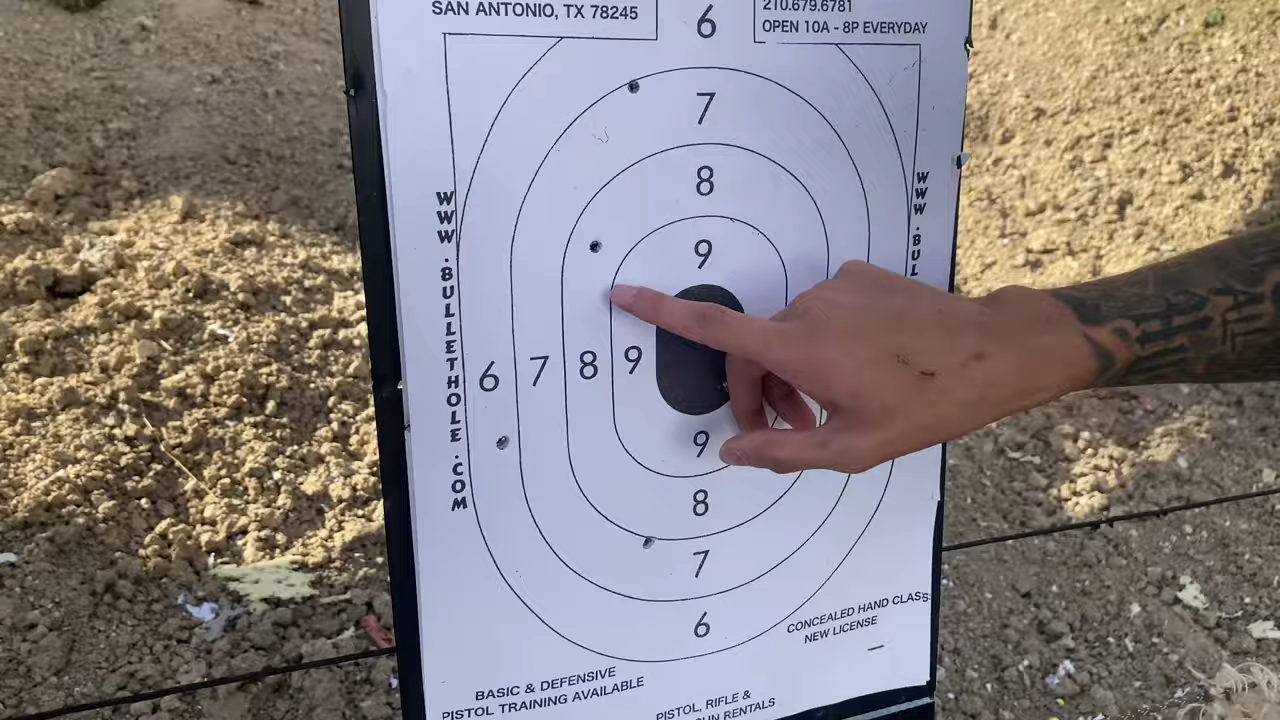 SAN ANTONIO, TX 78245
6
210.679.6781
OPEN 10A - 8P EVERYDAY
7
8
9
WWW.BULLETHOLE.COM
WWW.BUL
6 7 8 9
9
8
7
6
CONCEALED HAND CLASS:
NEW LICENSE
BASIC & DEFENSIVE
PISTOL TRAINING AVAILABLE
PISTOL, RIFLE &
RENTALS